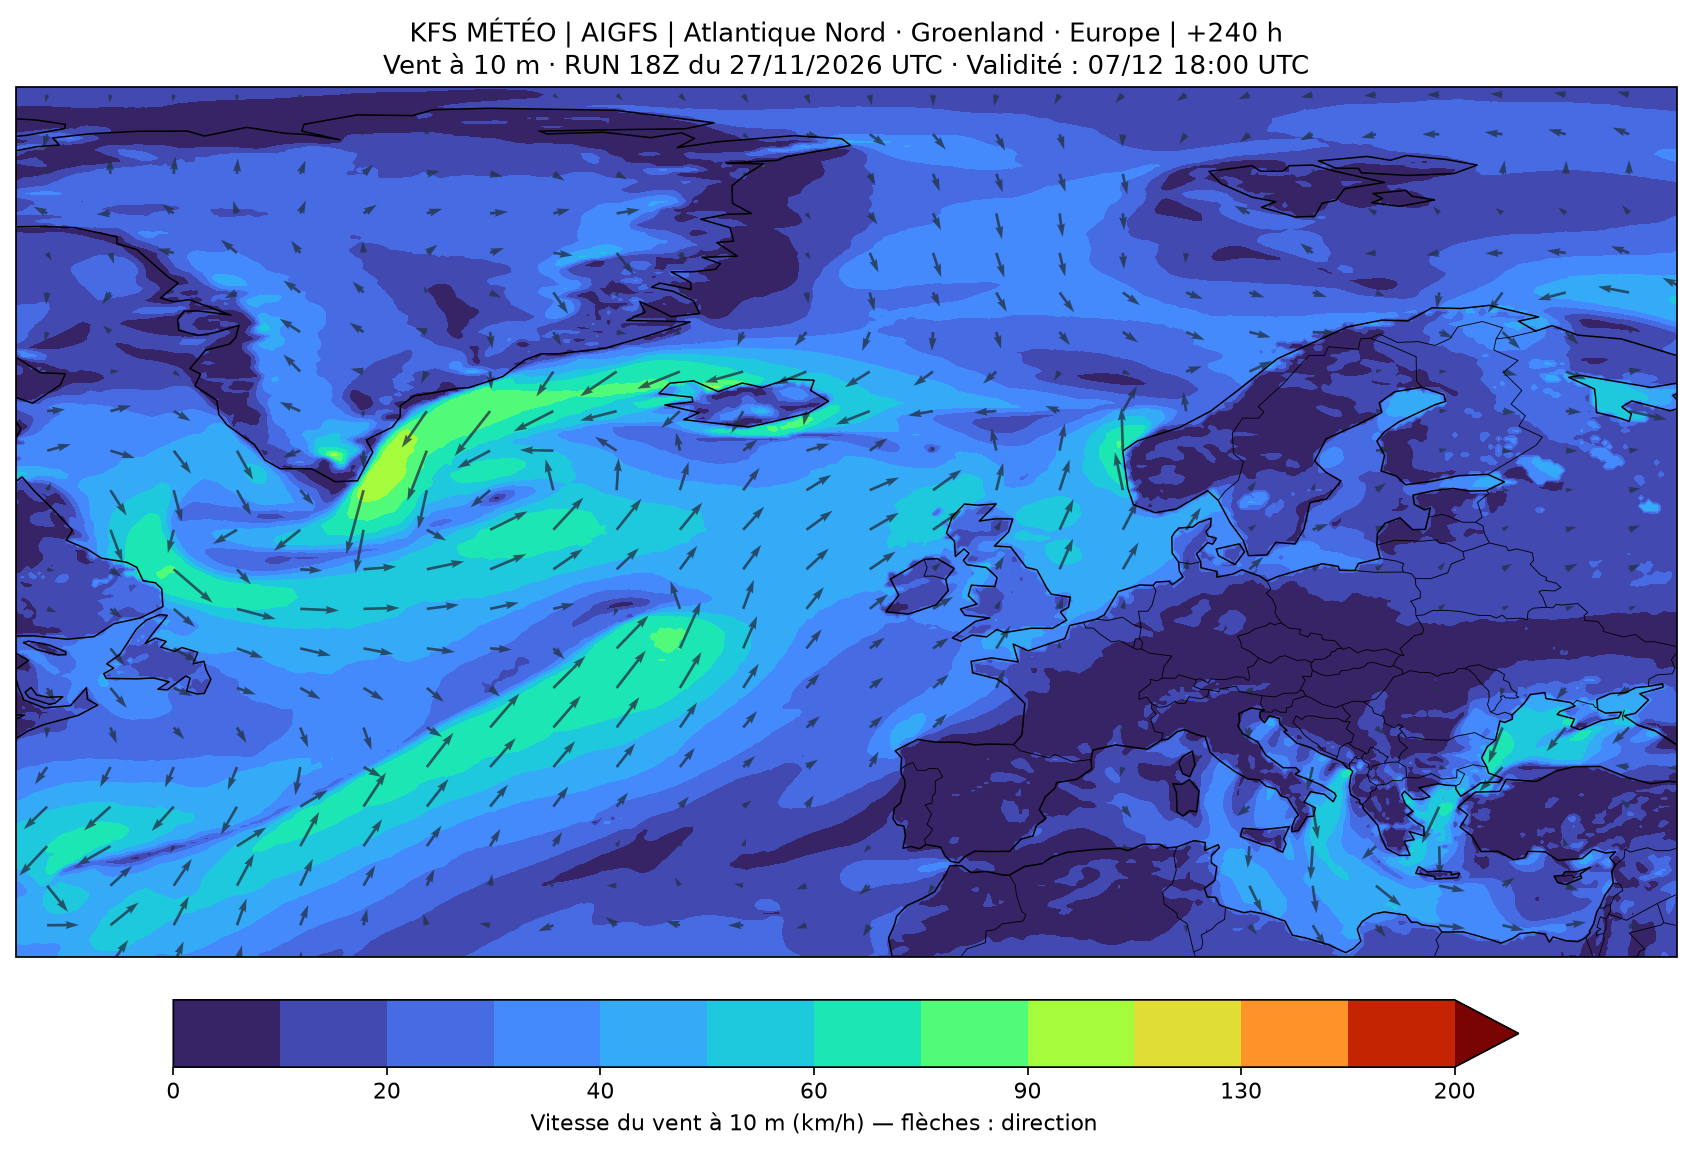 KFS MÉTÉO | AIGFS | Atlantique Nord · Groenland · Europe | +240 h
Vent à 10 m · RUN 18Z du 27/11/2026 UTC · Validité : 07/12 18:00 UTC
0 20 40 60 90 130 200
Vitesse du vent à 10 m (km/h) — flèches : direction